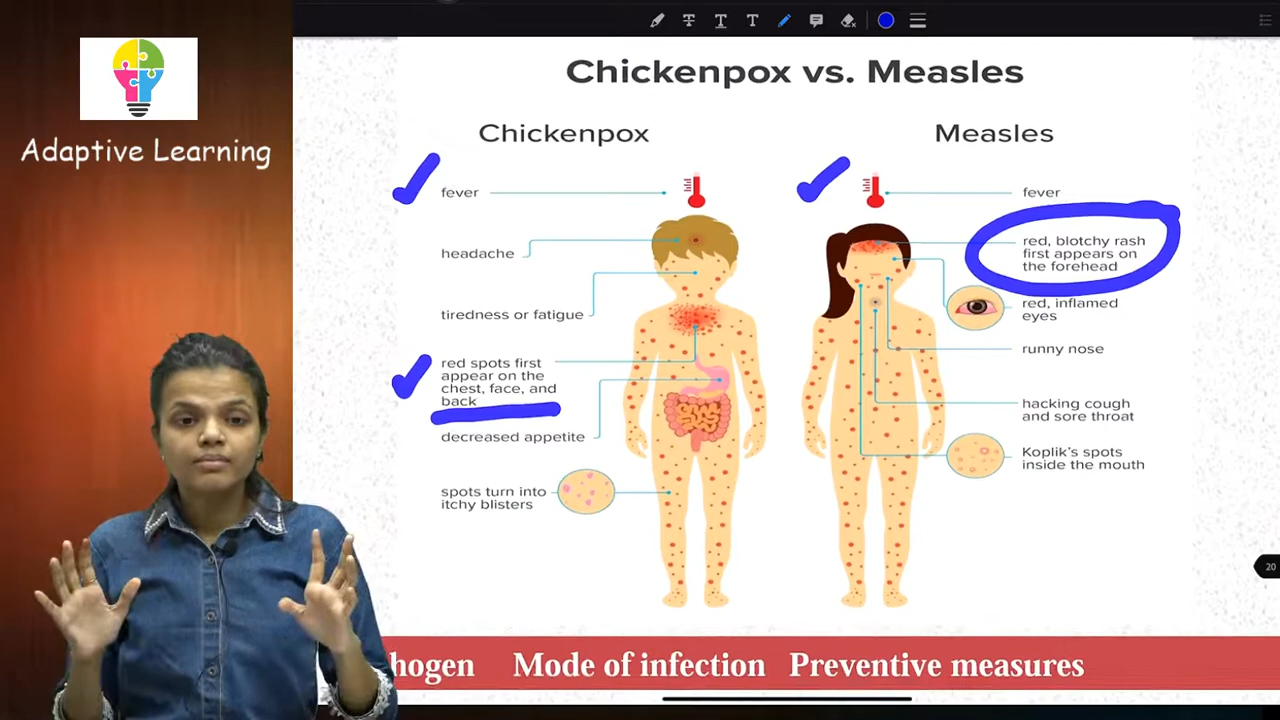 Adaptive Learning
Chickenpox vs. Measles
Chickenpox
fever
headache
tiredness or fatigue
red spots first
appear on the
chest, face, and
back
decreased appetite
spots turn into
itchy blisters
Measles
fever
red, blotchy rash
first appears on
the forehead
red, inflamed
eyes
runny nose
hacking cough
and sore throat
Koplik's spots
inside the mouth
20
hogen Mode of infection Preventive measures